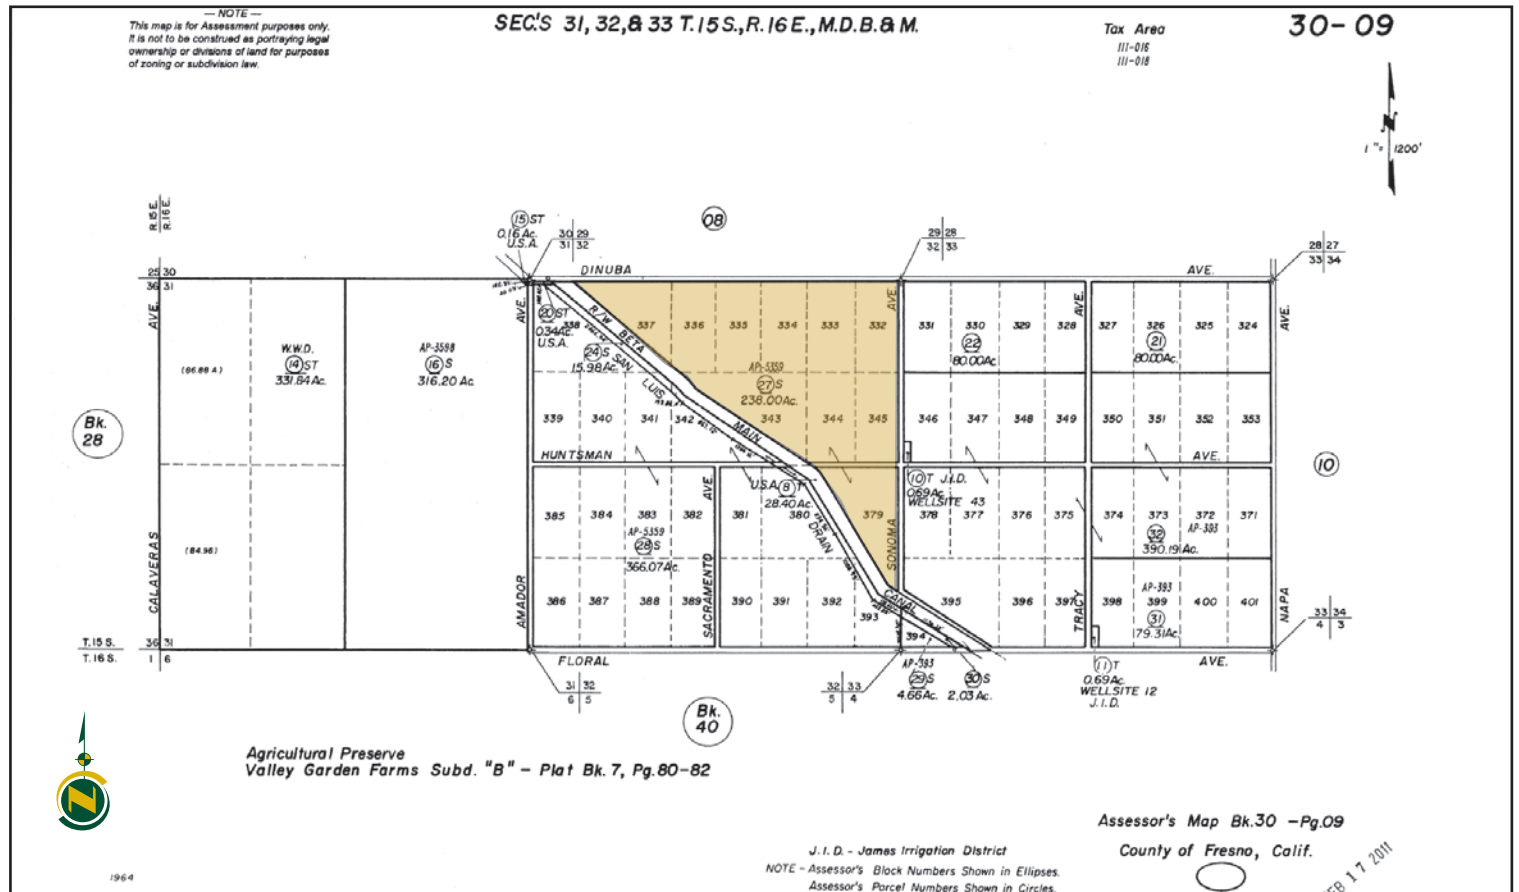 — NOTE —
This map is for Assessment purposes only.
It is not to be construed as portraying legal
ownership or divisions of land for purposes
of zoning or subdivision law.
SEC'S 31, 32, & 33 T.15 S., R. 16 E., M.D.B. & M.
Tax Area
111-016
111-018
30-09
N
1"= 1200'
R.15 E.
R.16 E.
15 ST
0.16 Ac.
U.S.A.
08
30 29
31 32
29 28
32 33
28 27
33 34
25 30
36 31
DINUBA
AVE.
AVE.
AVE.
AVE.
AVE.
AVE.
20 ST
0.34 Ac.
U.S.A.
338
R/W
BETA
337
336
335
334
333
332
331
330
329
328
327
326
325
324
22
80.00 Ac.
21
80.00 Ac.
(86.88 A)
W.W.D.
14 ST
331.84 Ac.
AP-3598
16 S
316.20 Ac.
24 S
15.98 Ac.
SAN
LUIS
AP-5359
27 S
238.00 Ac.
Bk.
28
339
340
341
342
MAIN
343
344
345
346
347
348
349
350
351
352
353
HUNTSMAN
AVE.
10
U.S.A. 8 T
28.40 Ac.
10 T J.I.D.
0.69 Ac.
WELLSITE 43
AVE.
385
384
383
382
381
380
379
378
377
376
375
374
373
372
371
AP-5359
28 S
366.07 Ac.
DRAIN
32
AP-393
390.19 Ac.
(84.96)
CALAVERAS
AMADOR
SACRAMENTO
SONOMA
TRACY
NAPA
386
387
388
389
390
391
392
393
CANAL
394
395
396
397
398
399
400
401
AP-393
31
179.31 Ac.
T.15 S.
T.16 S.
36 31
1 6
FLORAL
AVE.
33 34
4 3
31 32
6 5
32 33
5 4
AP-393
29 S
4.66 Ac.
30 S
2.03 Ac.
11 T
0.69 Ac.
WELLSITE 12
J.I.D.
Bk.
40
Agricultural Preserve
Valley Garden Farms Subd. "B" - Plat Bk. 7, Pg. 80-82
N
Assessor's Map Bk.30 -Pg.09
County of Fresno, Calif.
J.I.D. - James Irrigation District
NOTE - Assessor's Block Numbers Shown in Ellipses.
Assessor's Parcel Numbers Shown in Circles.
1964
EB 17 2011